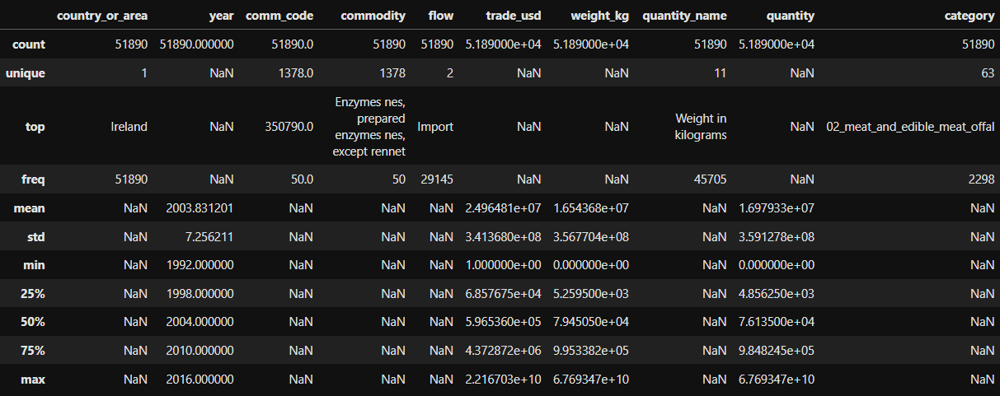 country_or_area year comm_code commodity flow trade_usd weight_kg quantity_name quantity category
count 51890 51890.000000 51890.0 51890 51890 5.189000e+04 5.189000e+04 51890 5.189000e+04 51890
unique 1 NaN 1378.0 1378 2 NaN NaN 11 NaN 63
top Ireland NaN 350790.0 Enzymes nes, prepared enzymes nes, except rennet Import NaN NaN Weight in kilograms NaN 02_meat_and_edible_meat_offal
freq 51890 NaN 50.0 50 29145 NaN NaN 45705 NaN 2298
mean NaN 2003.831201 NaN NaN NaN 2.496481e+07 1.654368e+07 NaN 1.697933e+07 NaN
std NaN 7.256211 NaN NaN NaN 3.413680e+08 3.567704e+08 NaN 3.591278e+08 NaN
min NaN 1992.000000 NaN NaN NaN 1.000000e+00 0.000000e+00 NaN 0.000000e+00 NaN
25% NaN 1998.000000 NaN NaN NaN 6.857675e+04 5.259500e+03 NaN 4.856250e+03 NaN
50% NaN 2004.000000 NaN NaN NaN 5.965360e+05 7.945050e+04 NaN 7.613500e+04 NaN
75% NaN 2010.000000 NaN NaN NaN 4.372872e+06 9.953382e+05 NaN 9.848245e+05 NaN
max NaN 2016.000000 NaN NaN NaN 2.216703e+10 6.769347e+10 NaN 6.769347e+10 NaN